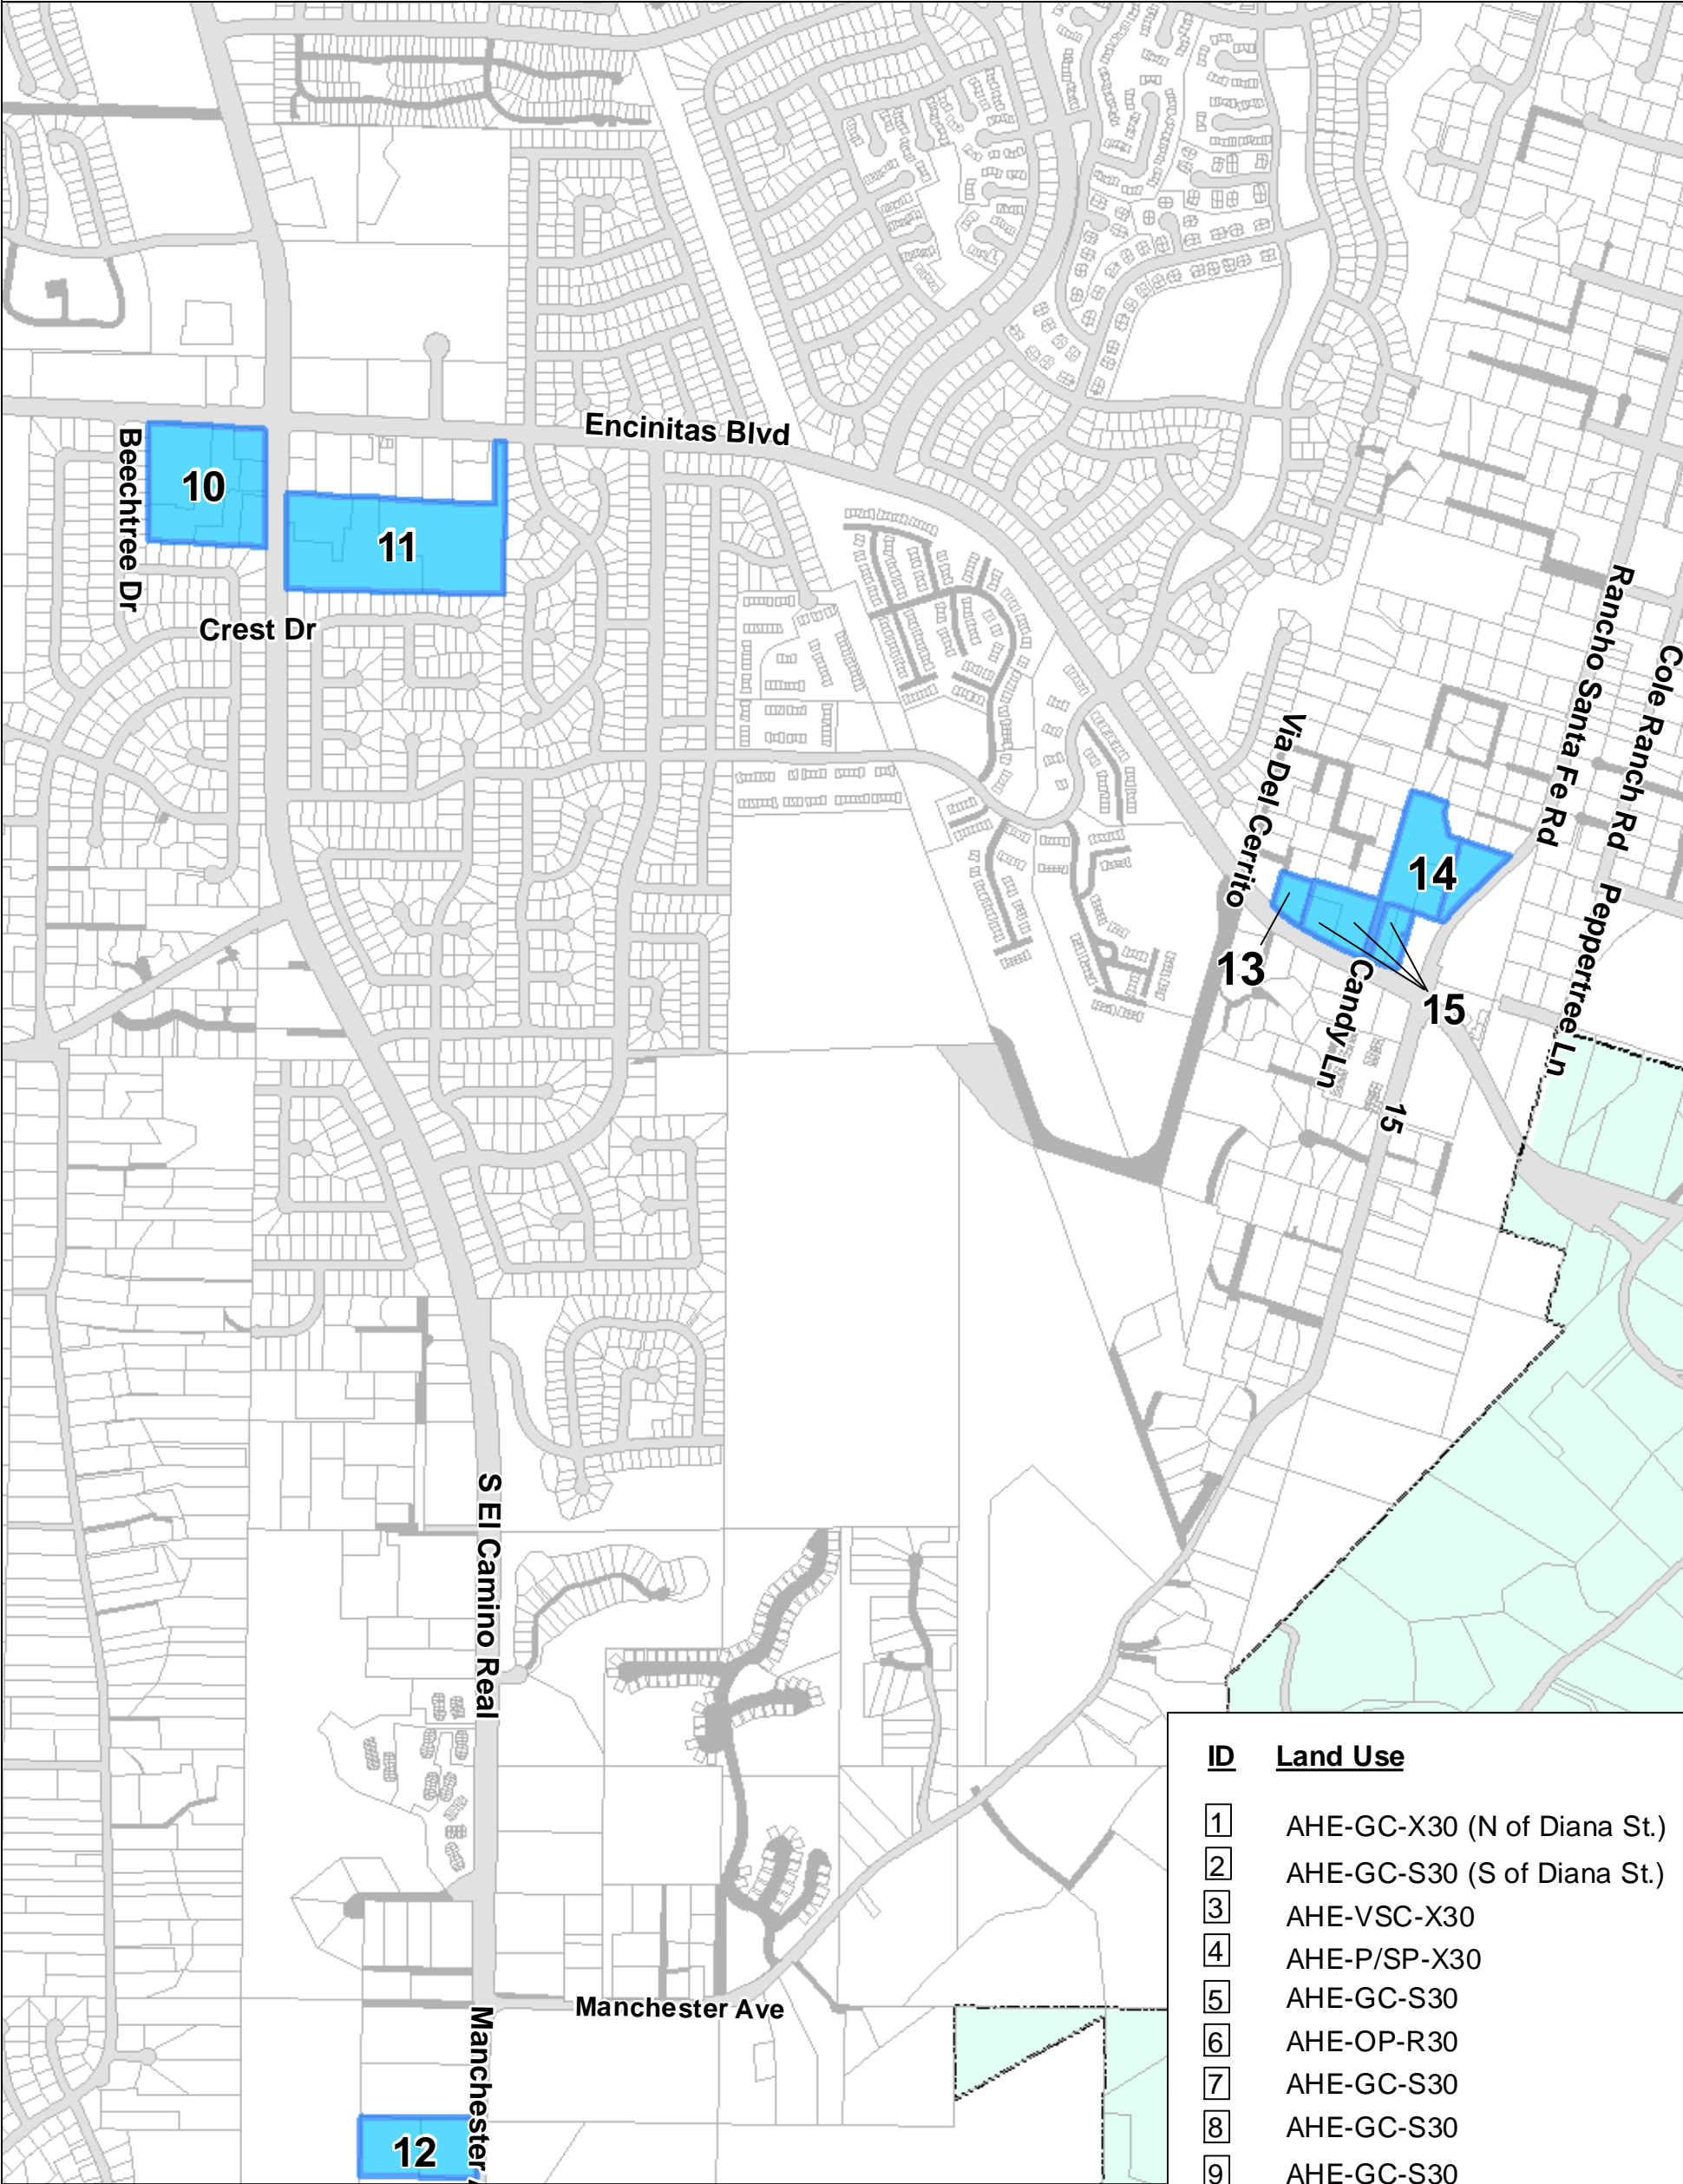 Encinitas Blvd
Beechtree Dr
10
11
Crest Dr
Rancho Santa Fe Rd
Cole Ranch Rd
Via Del Cerrito
14
13
15
Candy Ln
Peppertree Ln
15
S El Camino Real
Manchester Ave
Manchester
12
ID Land Use
1 AHE-GC-X30 (N of Diana St.)
2 AHE-GC-S30 (S of Diana St.)
3 AHE-VSC-X30
4 AHE-P/SP-X30
5 AHE-GC-S30
6 AHE-OP-R30
7 AHE-GC-S30
8 AHE-GC-S30
9 AHE-GC-S30